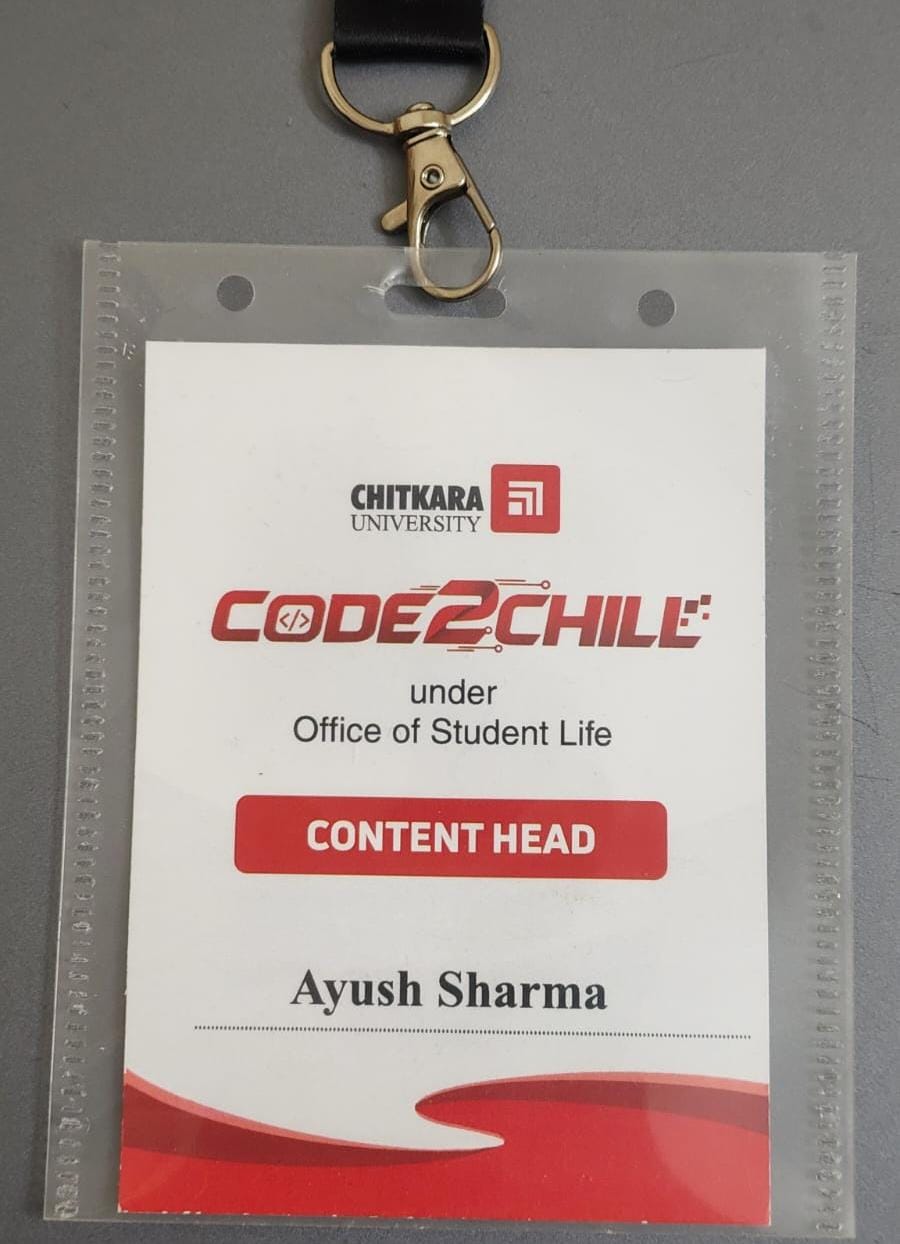 CHITKARA
UNIVERSITY
CODE2CHILL
under
Office of Student Life
CONTENT HEAD
Ayush Sharma